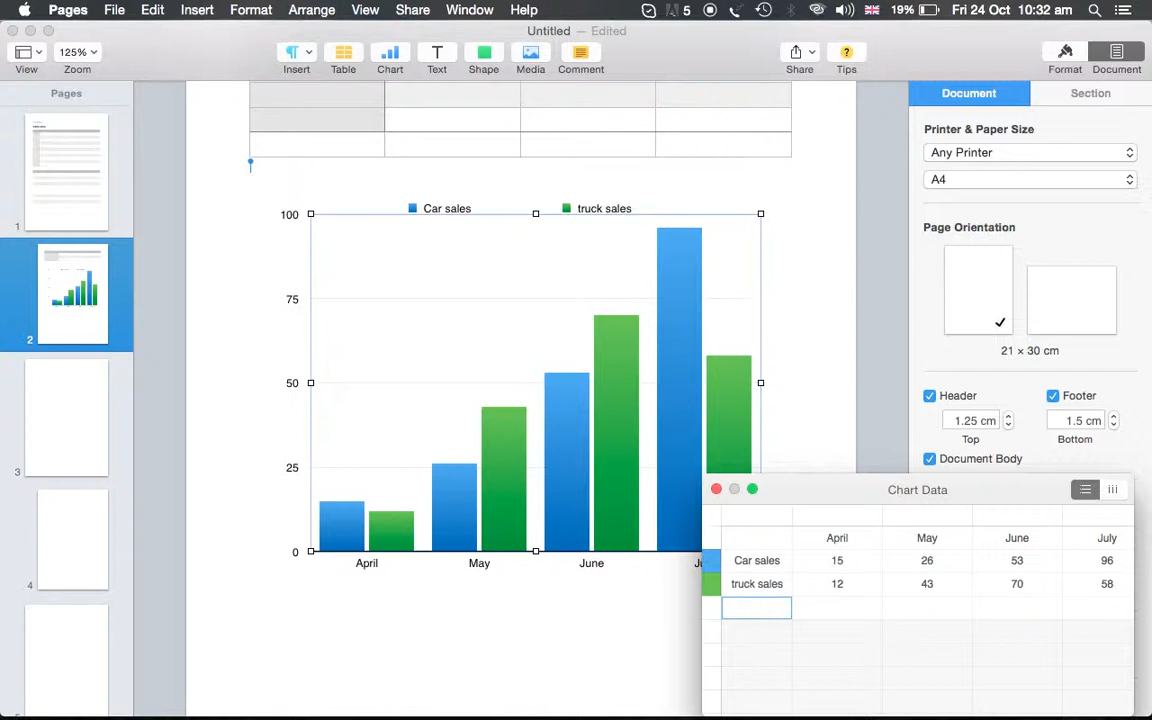 Pages File Edit Insert Format Arrange View Share Window Help 5 19% Fri 24 Oct 10:32 am
Untitled — Edited
125%
View Zoom Insert Table Chart Text Shape Media Comment Share Tips Format Document
Pages
1
2
3
4
Car sales truck sales
100
75
50
25
0
April May June
Document Section
Printer & Paper Size
Any Printer
A4
Page Orientation
21 × 30 cm
Header Footer
1.25 cm 1.5 cm
Top Bottom
Document Body
Chart Data
April May June July
Car sales 15 26 53 96
truck sales 12 43 70 58